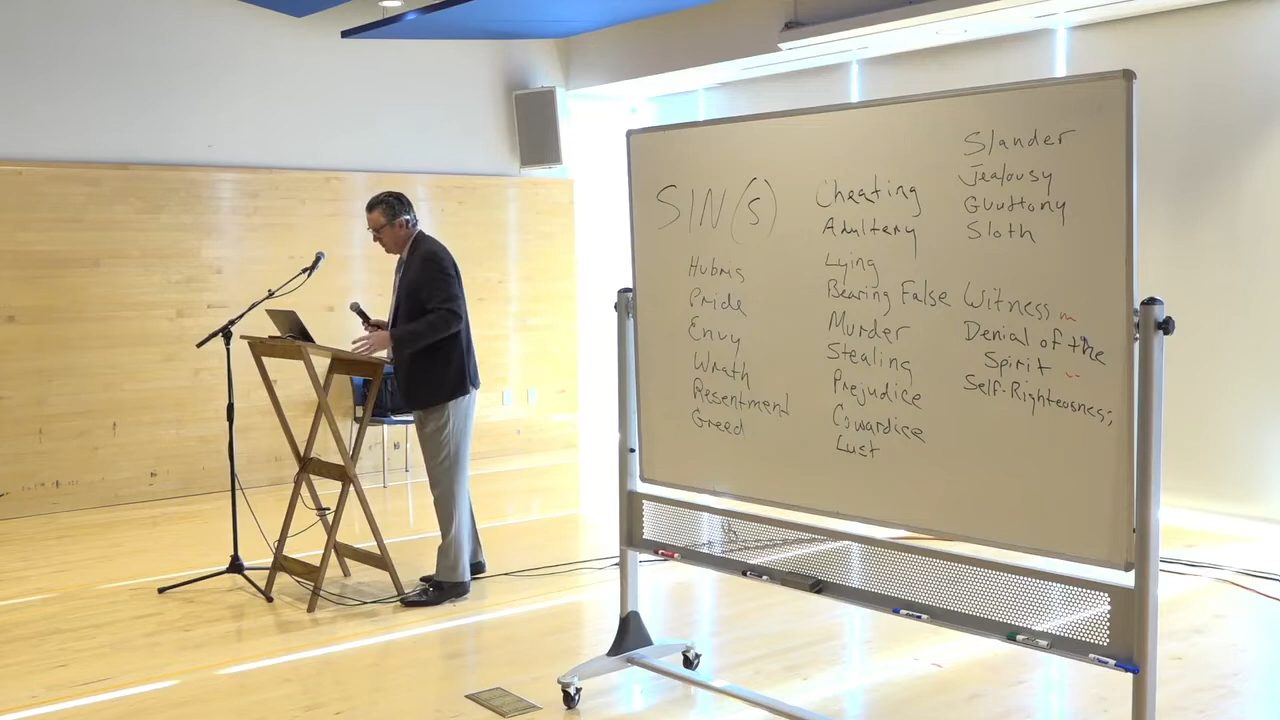 SIN(s)
Hubris
Pride
Envy
Wrath
Resentment
Greed
Cheating
Adultery
Lying
Bearing False Witness
Murder
Stealing
Prejudice
Cowardice
Lust
Slander
Jealousy
Gluttony
Sloth
Denial of the
Spirit
Self-Righteosness;